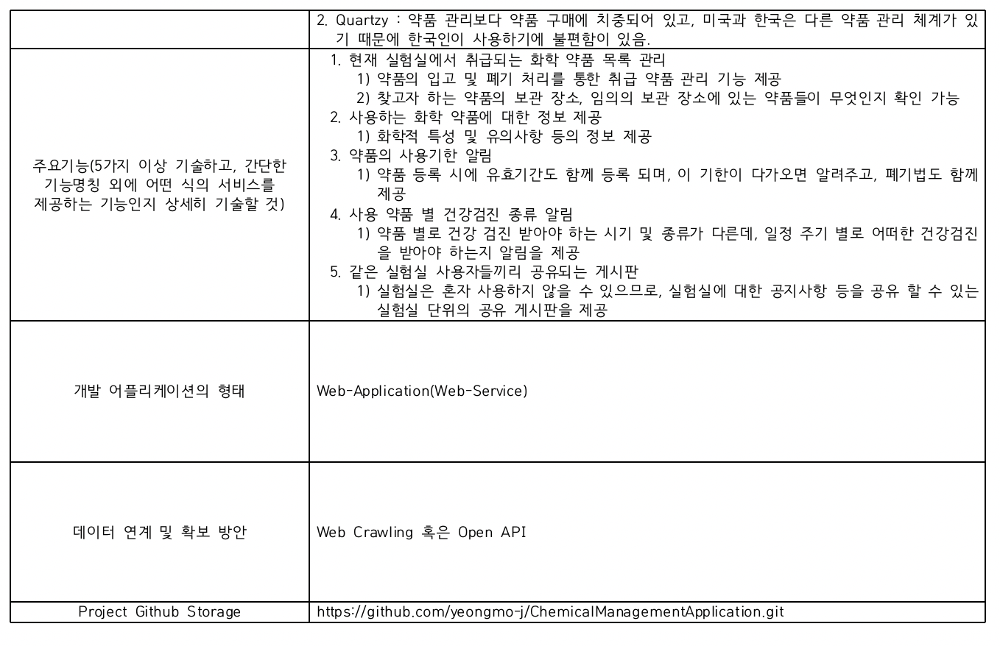 2. Quartzy : 약품 관리보다 약품 구매에 치중되어 있고, 미국과 한국은 다른 약품 관리 체계가 있
기 때문에 한국인이 사용하기에 불편함이 있음.
주요기능(5가지 이상 기술하고, 간단한
기능명칭 외에 어떤 식의 서비스를
제공하는 기능인지 상세히 기술할 것)
1. 현재 실험실에서 취급되는 화학 약품 목록 관리
1) 약품의 입고 및 폐기 처리를 통한 취급 약품 관리 기능 제공
2) 찾고자 하는 약품의 보관 장소, 임의의 보관 장소에 있는 약품들이 무엇인지 확인 가능
2. 사용하는 화학 약품에 대한 정보 제공
1) 화학적 특성 및 유의사항 등의 정보 제공
3. 약품의 사용기한 알림
1) 약품 등록 시에 유효기간도 함께 등록 되며, 이 기한이 다가오면 알려주고, 폐기법도 함께
제공
4. 사용 약품 별 건강검진 종류 알림
1) 약품 별로 건강 검진 받아야 하는 시기 및 종류가 다른데, 일정 주기 별로 어떠한 건강검진
을 받아야 하는지 알림을 제공
5. 같은 실험실 사용자들끼리 공유되는 게시판
1) 실험실은 혼자 사용하지 않을 수 있으므로, 실험실에 대한 공지사항 등을 공유 할 수 있는
실험실 단위의 공유 게시판을 제공
개발 어플리케이션의 형태
Web-Application(Web-Service)
데이터 연계 및 확보 방안
Web Crawling 혹은 Open API
Project Github Storage
https://github.com/yeongmo-j/ChemicalManagementApplication.git